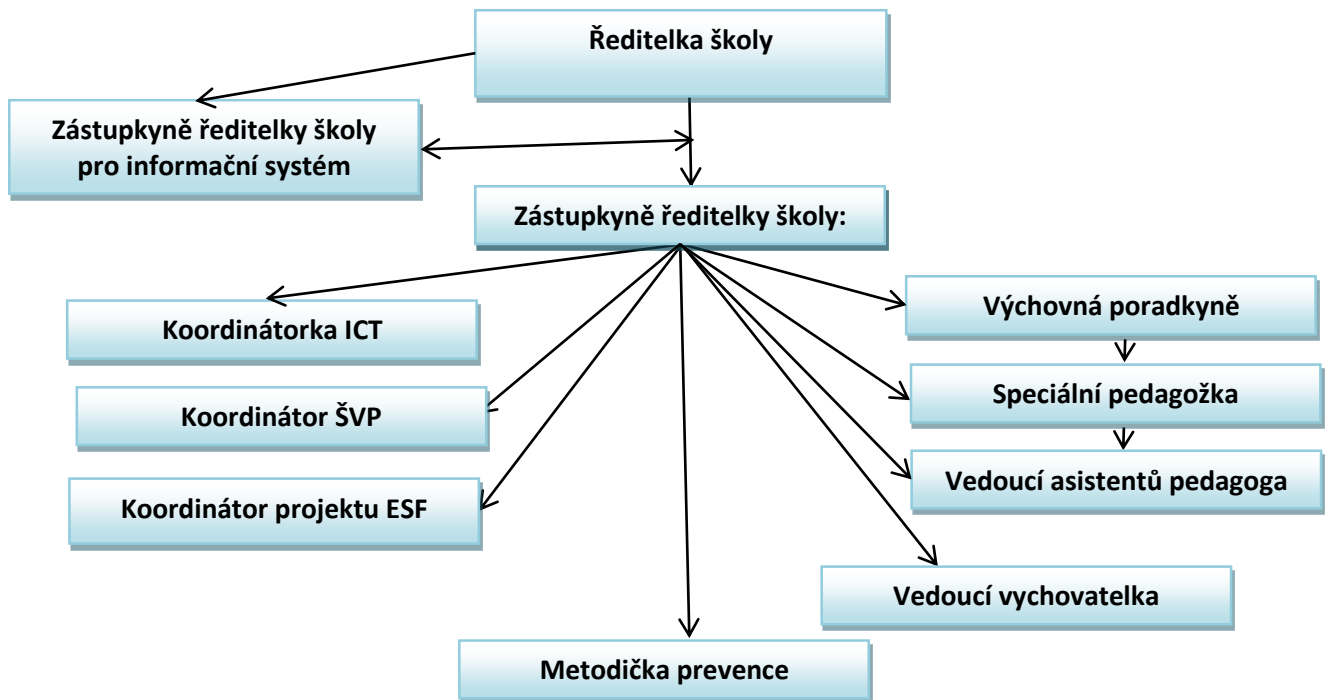 Ředitelka školy
Zástupkyně ředitelky školy
pro informační systém
Zástupkyně ředitelky školy:
Koordinátorka ICT
Výchovná poradkyně
Koordinátor ŠVP
Speciální pedagožka
Koordinátor projektu ESF
Vedoucí asistentů pedagoga
Vedoucí vychovatelka
Metodička prevence